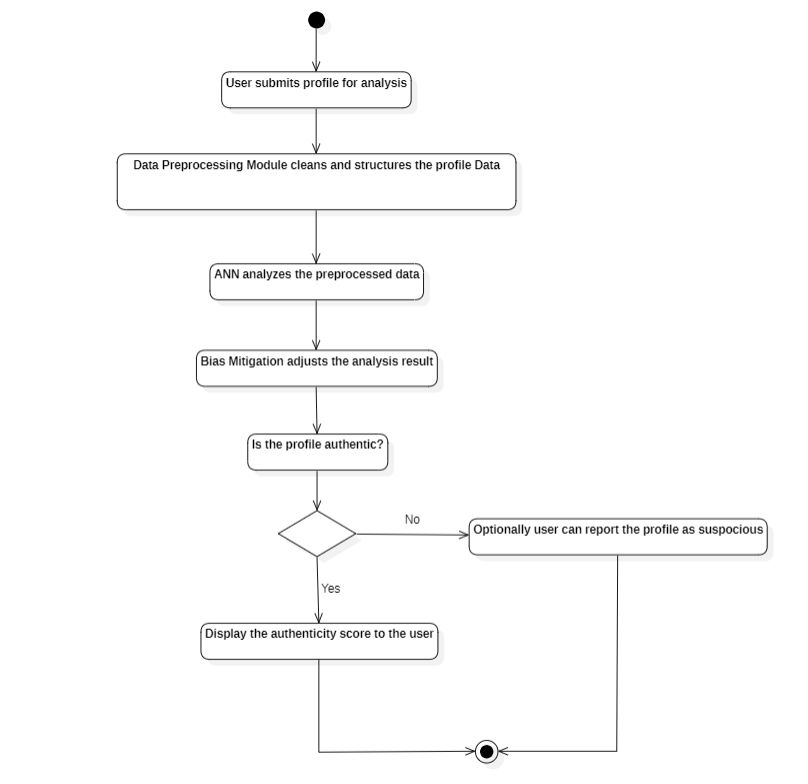 User submits profile for analysis
Data Preprocessing Module cleans and structures the profile Data
ANN analyzes the preprocessed data
Bias Mitigation adjusts the analysis result
Is the profile authentic?
No
Optionally user can report the profile as suspocious
Yes
Display the authenticity score to the user